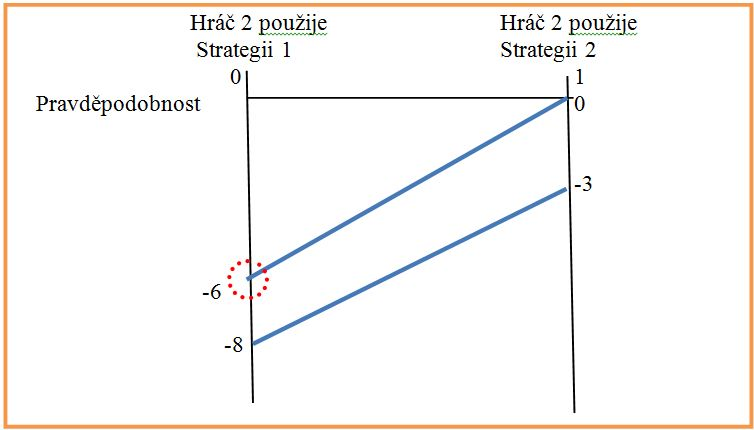 Hráč 2 použije
Strategii 1
Hráč 2 použije
Strategii 2
0
1
Pravděpodobnost
0
-3
-6
-8